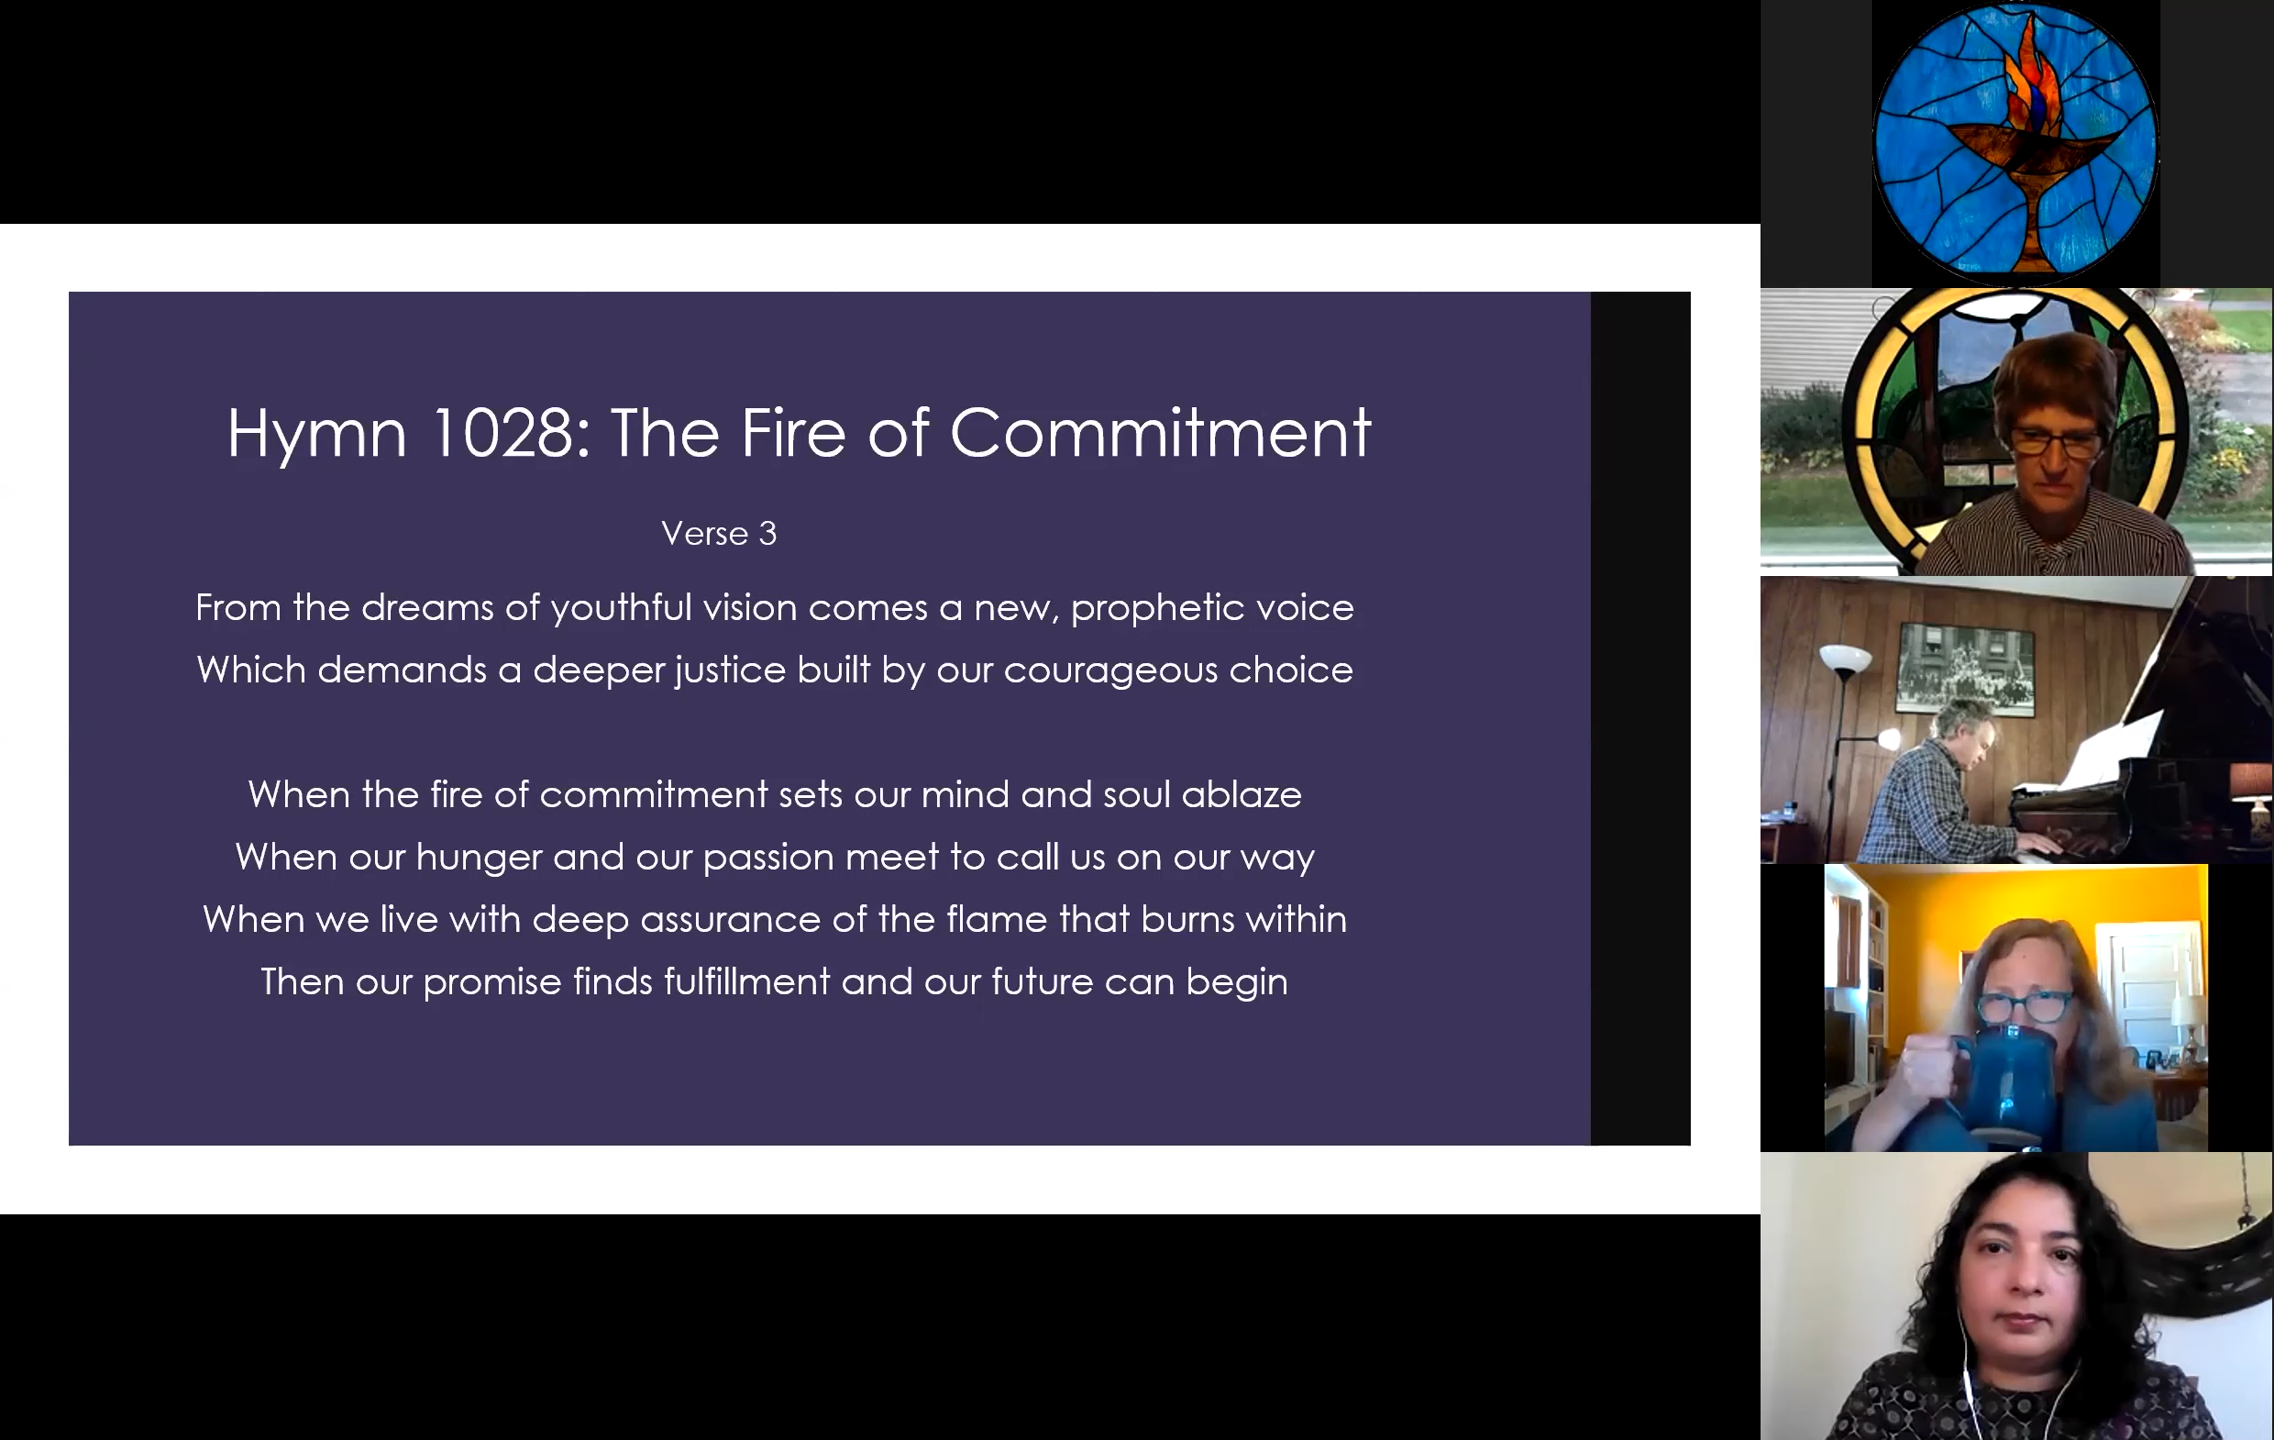 Hymn 1028: The Fire of Commitment
Verse 3
From the dreams of youthful vision comes a new, prophetic voice
Which demands a deeper justice built by our courageous choice
When the fire of commitment sets our mind and soul ablaze
When our hunger and our passion meet to call us on our way
When we live with deep assurance of the flame that burns within
Then our promise finds fulfillment and our future can begin